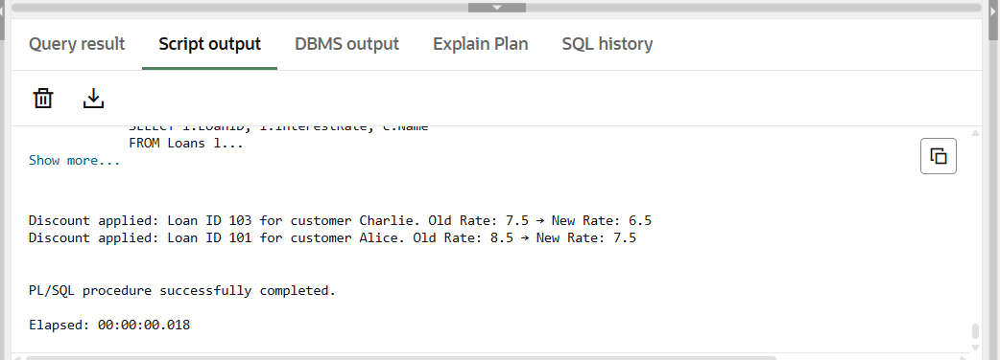 Query result Script output DBMS output Explain Plan SQL history
SELECT l.LoanID, l.InterestRate, c.Name
FROM Loans l...
Show more...
Discount applied: Loan ID 103 for customer Charlie. Old Rate: 7.5 → New Rate: 6.5
Discount applied: Loan ID 101 for customer Alice. Old Rate: 8.5 → New Rate: 7.5
PL/SQL procedure successfully completed.
Elapsed: 00:00:00.018